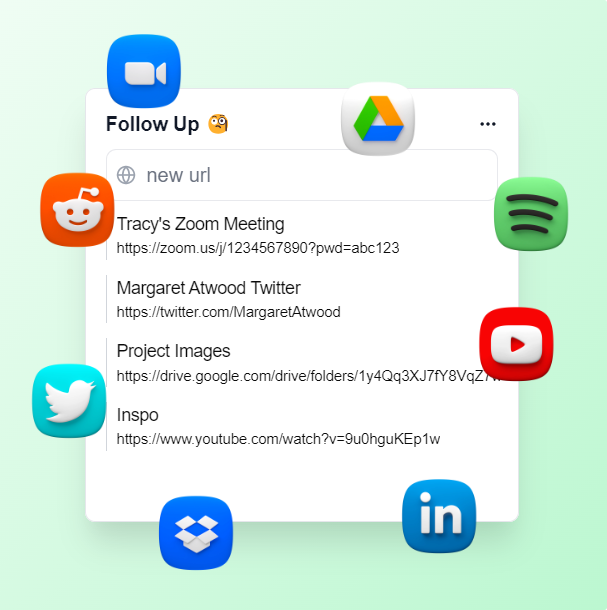 Follow Up 🧐
new url
Tracy's Zoom Meeting
https://zoom.us/j/1234567890?pwd=abc123
Margaret Atwood Twitter
https://twitter.com/MargaretAtwood
Project Images
https://drive.google.com/drive/folders/1y4Qq3XJ7fY8VqZ7
Inspo
https://www.youtube.com/watch?v=9u0hguKEp1w
in